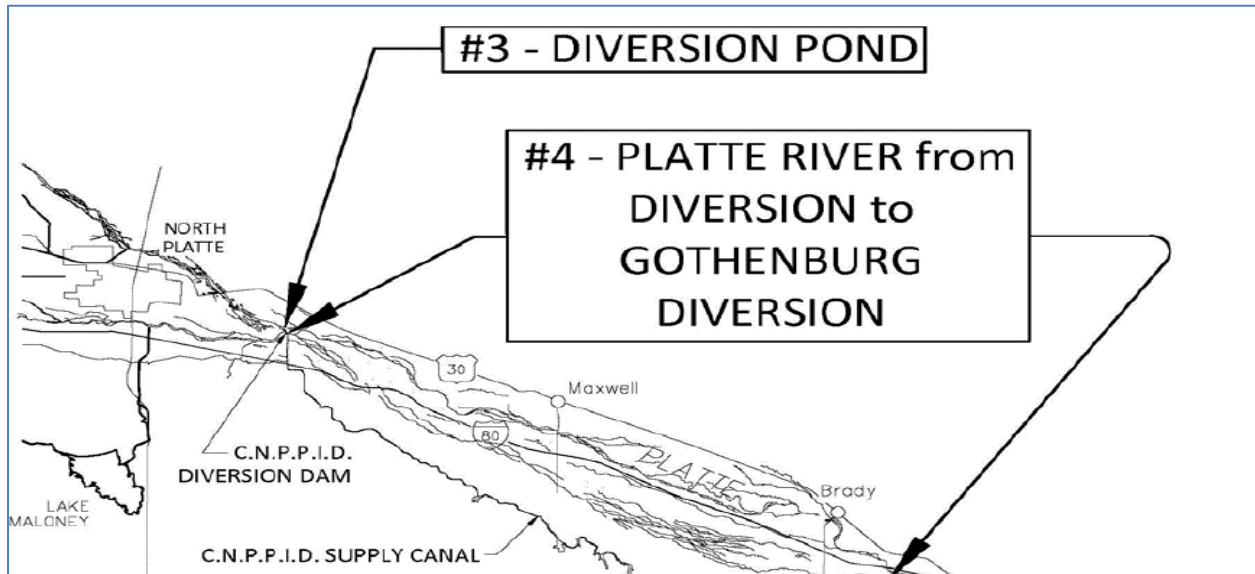 #3 - DIVERSION POND
#4 - PLATTE RIVER from
DIVERSION to
GOTHENBURG
DIVERSION
NORTH
PLATTE
30
Maxwell
80
PLATTE
Brady
C.N.P.P.I.D.
DIVERSION DAM
LAKE
MALONEY
C.N.P.P.I.D. SUPPLY CANAL